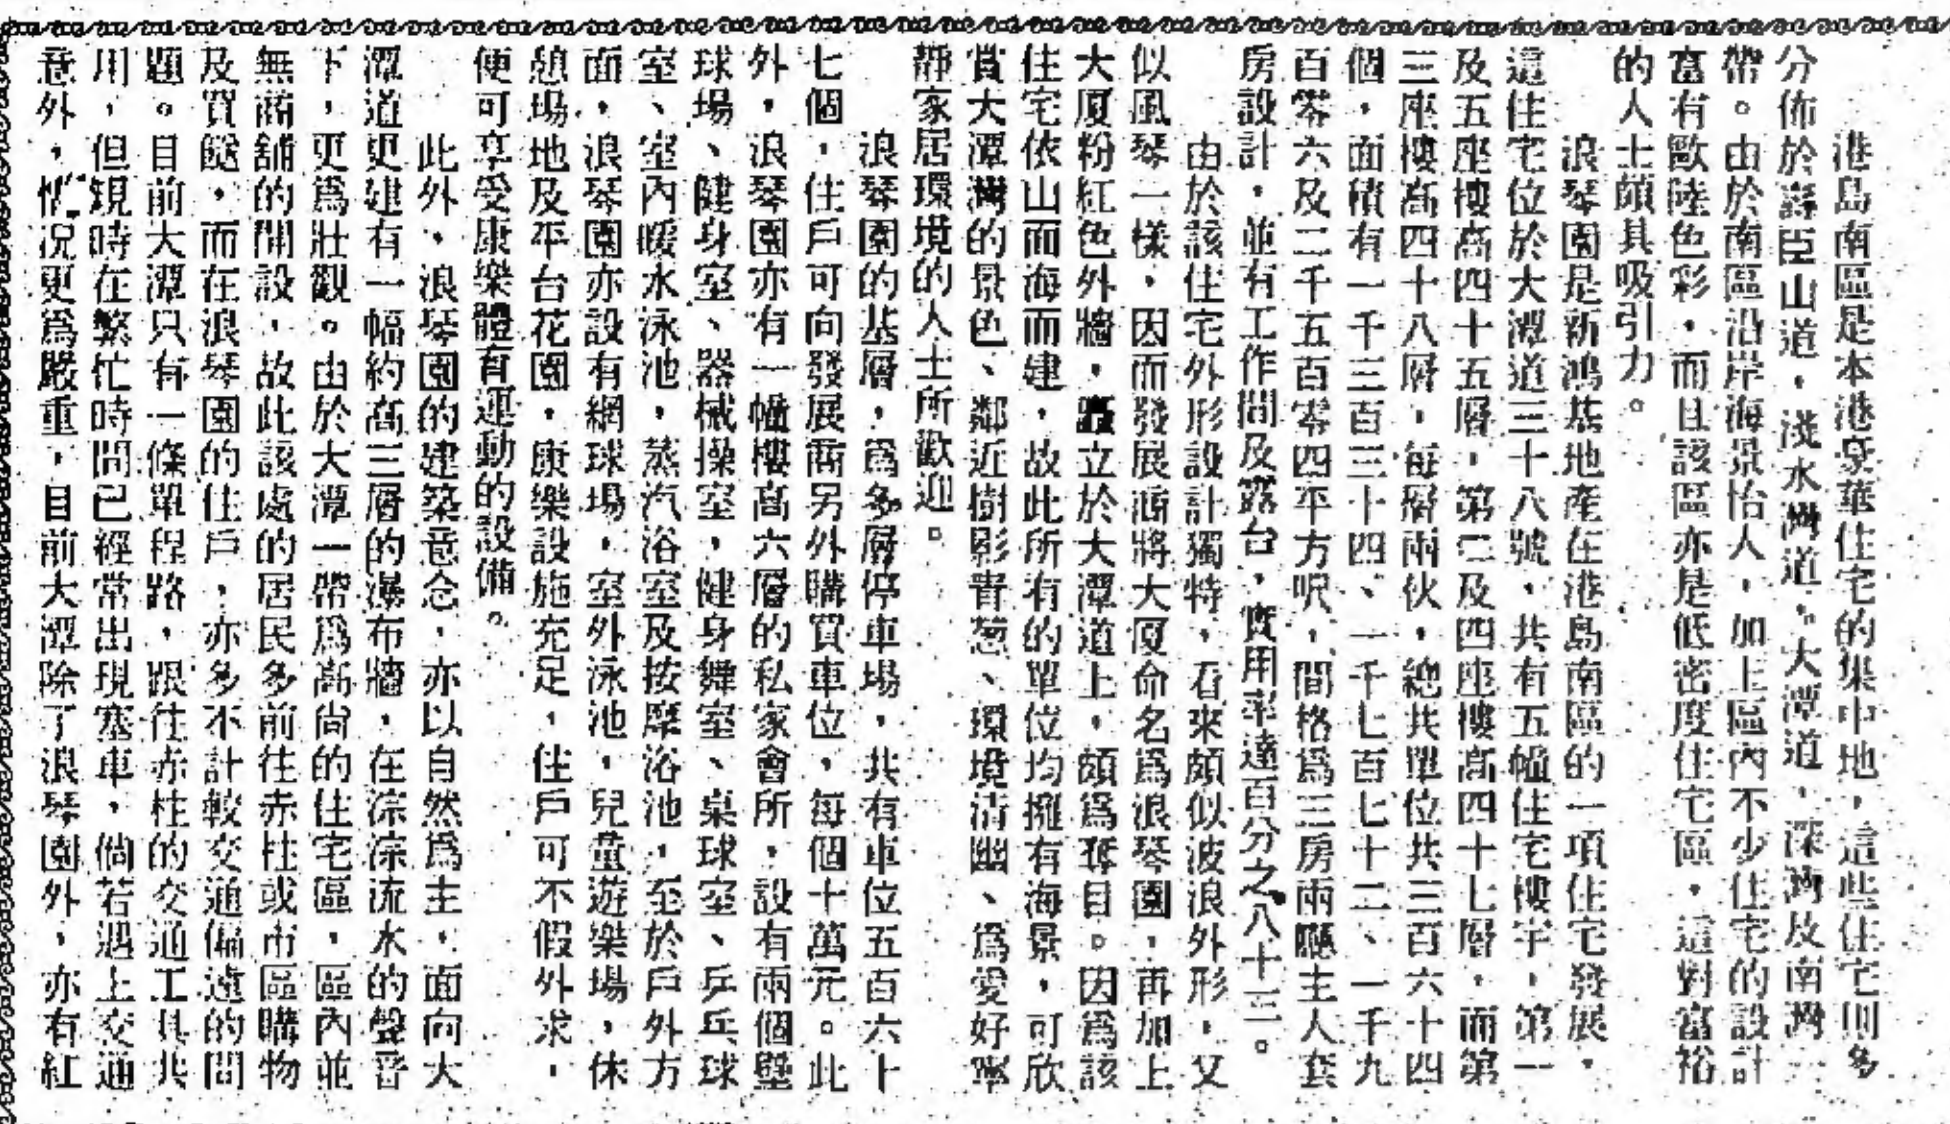 港島南區是本港豪華住宅的集中地，這些住宅則多
分佈於壽臣山道，淺水灣道，大潭道，深灣及南灣一
帶。由於南區沿岸海景怡人，加上區內不少住宅的設計
富有歐陸色彩，而且該區亦是低密度住宅區，這對富裕
的人士頗具吸引力。
浪琴園是新鴻基地產在港島南區的一項住宅發展，
這住宅位於大潭道三十八號，共有五幢住宅樓宇，第一
及五座樓高四十五層，第二及四座樓高四十七層，而第
三座樓高四十八層，每層兩伙，總共單位共三百六十四
個，面積有一千三百三十四、一千七百七十二、一千九
百零六及二千五百零四平方呎，間格爲三房兩廳主人套
房設計，並有工作間及露台，實用率達百分之八十三。
由於該住宅外形設計獨特，看來頗似波浪外形，又
似風琴一樣，因而發展商將大厦命名爲浪琴園，再加上
大厦粉紅色外牆，矗立於大潭道上，頗爲奪目。因爲該
住宅依山而海而建，故此所有的單位均擁有海景，可欣
賞大潭灣的景色、鄰近樹影青葱、環境清幽、爲愛好寧
靜家居環境的人士所歡迎。
浪琴園的基層，爲多層停車場，共有車位五百六十
七個，住戶可向發展商另外購買車位，每個十萬元。此
外，浪琴園亦有一幢樓高六層的私家會所，設有兩個壁
球場、健身室、器械操室，健身舞室、桌球室、乒乓球
室、室內暖水泳池，蒸汽浴室及按摩浴池，至於戶外方
面，浪琴園亦設有網球場，室外泳池，兒童遊樂場，休
憩場地及平台花園，康樂設施充足，住戶可不假外求，
便可享受康樂體育運動的設備。
此外，浪琴園的建築意念，亦以自然爲主，面向大
潭道更建有一幅約高三層的瀑布牆，在淙淙流水的聲音
下，更爲壯觀。由於大潭一帶爲高尚的住宅區，區內並
無商舖的開設，故此該處的居民多前往赤柱或市區購物
及買餸，而在浪琴園的住戶，亦多不計較交通偏遠的問
題。目前大潭只有一條單程路，跟往赤柱的交通工具共
用，但現時在繁忙時間已經常出現塞車，倘若遇上交通
意外，情况更爲嚴重，目前大潭除了浪琴園外，亦有紅